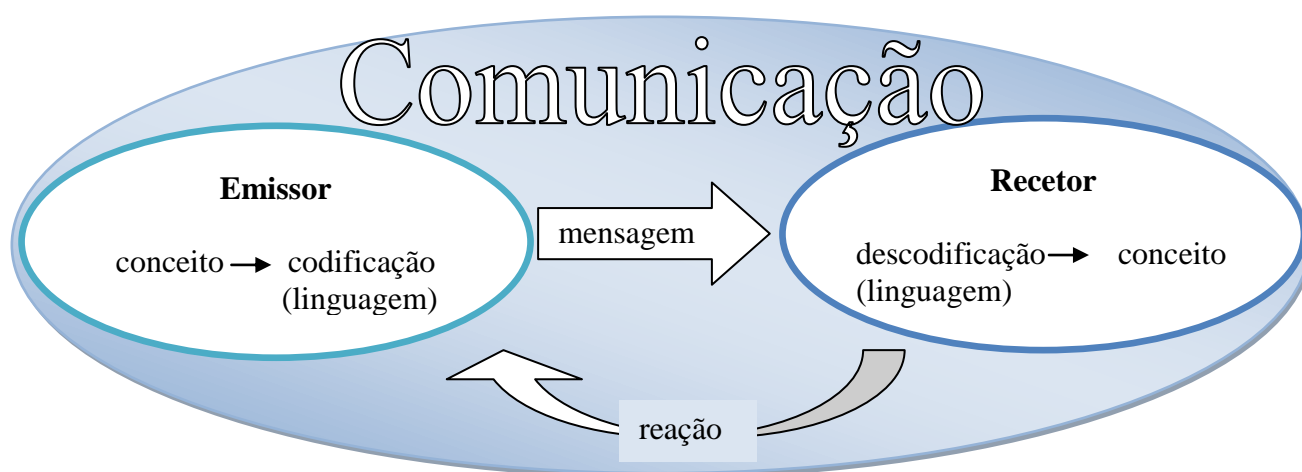 Comunicação
Emissor
conceito → codificação
(linguagem)
mensagem
Recetor
descodificação → conceito
(linguagem)
reação